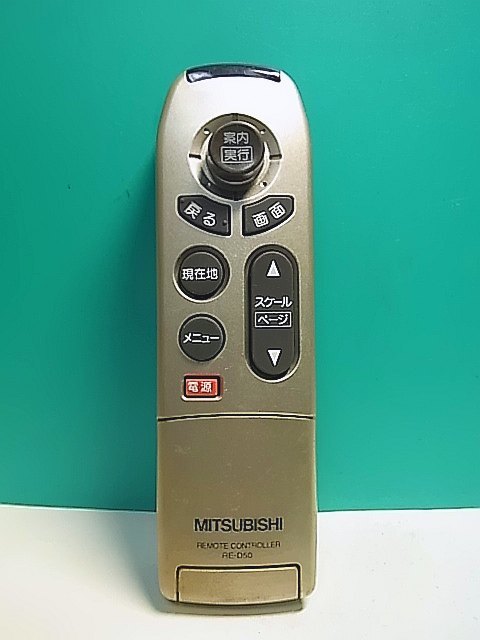 案内
実行
戻る
画面
現在地
スケール
ページ
メニュー
電源
MITSUBISHI
REMOTE CONTROLLER
RE-D50